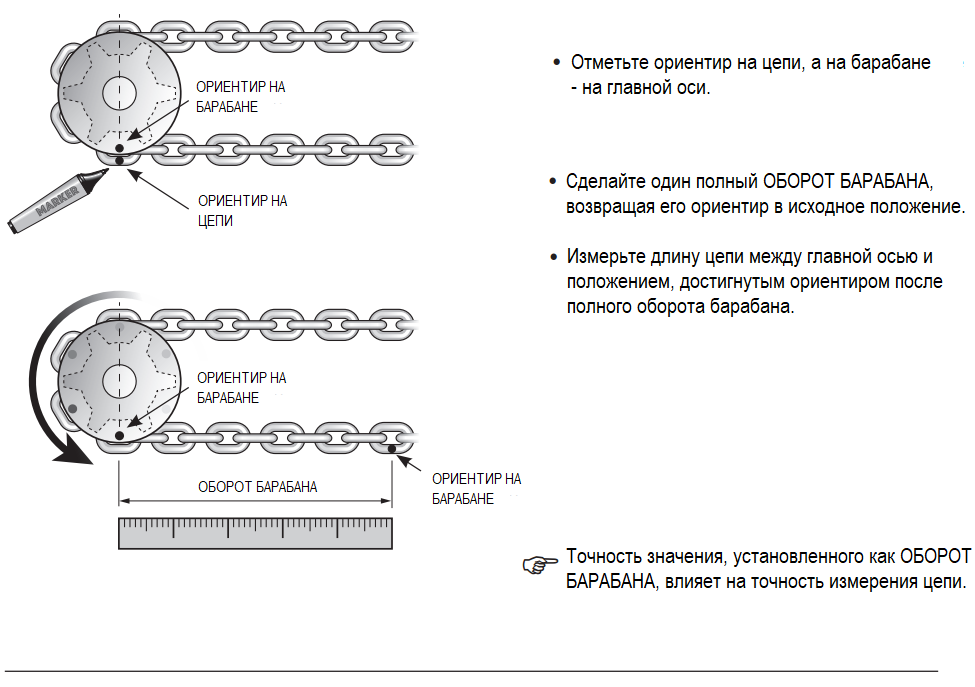 ОРИЕНТИР НА
БАРАБАНЕ
MARKER
ОРИЕНТИР НА
ЦЕПИ
• Отметьте ориентир на цепи, а на барабане
- на главной оси.
• Сделайте один полный ОБОРОТ БАРАБАНА,
возвращая его ориентир в исходное положение.
• Измерьте длину цепи между главной осью и
положением, достигнутым ориентиром после
полного оборота барабана.
ОРИЕНТИР НА
БАРАБАНЕ
ОРИЕНТИР НА
БАРАБАНЕ
ОБОРОТ БАРАБАНА
Точность значения, установленного как ОБОРОТ
БАРАБАНА, влияет на точность измерения цепи.